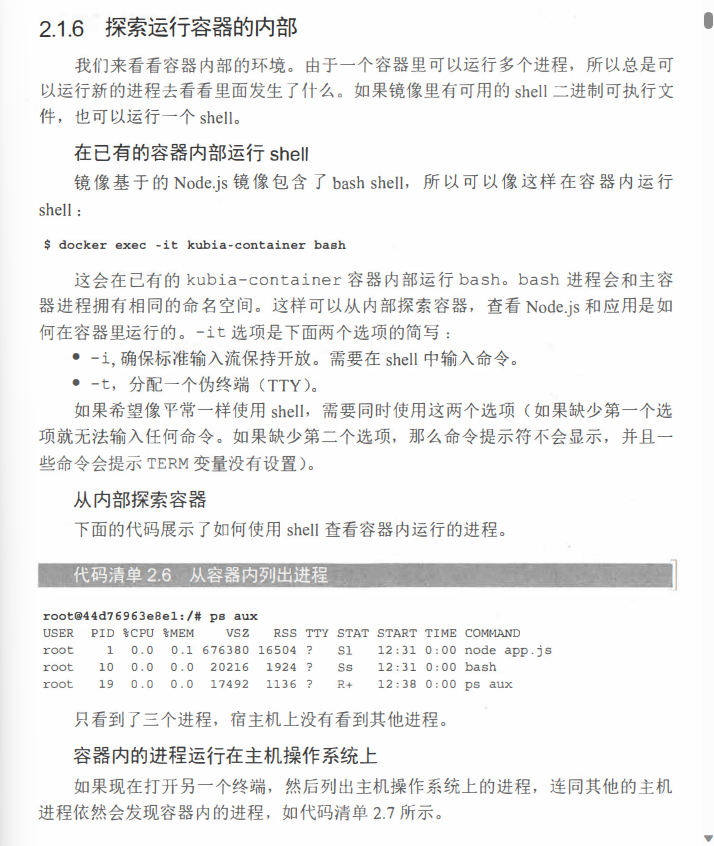 2.1.6 探索运行容器的内部
我们来看看容器内部的环境。由于一个容器里可以运行多个进程，所以总是可
以运行新的进程去看看里面发生了什么。如果镜像里有可用的 shell 二进制可执行文
件，也可以运行一个 shell。
在已有的容器内部运行 shell
镜像基于的 Node.js 镜像包含了 bash shell，所以可以像这样在容器内运行
shell：
$ docker exec -it kubia-container bash
这会在已有的 kubia-container 容器内部运行 bash。bash 进程会和主容
器进程拥有相同的命名空间。这样可以从内部探索容器，查看 Node.js 和应用是如
何在容器里运行的。-it 选项是下面两个选项的简写：
● -i, 确保标准输入流保持开放。需要在 shell 中输入命令。
● -t，分配一个伪终端（TTY）。
如果希望像平常一样使用 shell，需要同时使用这两个选项（如果缺少第一个选
项就无法输入任何命令。如果缺少第二个选项，那么命令提示符不会显示，并且一
些命令会提示 TERM 变量没有设置）。
从内部探索容器
下面的代码展示了如何使用 shell 查看容器内运行的进程。
代码清单 2.6 从容器内列出进程
root@44d76963e8e1:/# ps aux
USER PID %CPU %MEM VSZ RSS TTY STAT START TIME COMMAND
root 1 0.0 0.1 676380 16504 ? Sl 12:31 0:00 node app.js
root 10 0.0 0.0 20216 1924 ? Ss 12:31 0:00 bash
root 19 0.0 0.0 17492 1136 ? R+ 12:38 0:00 ps aux
只看到了三个进程，宿主机上没有看到其他进程。
容器内的进程运行在主机操作系统上
如果现在打开另一个终端，然后列出主机操作系统上的进程，连同其他的主机
进程依然会发现容器内的进程，如代码清单 2.7 所示。